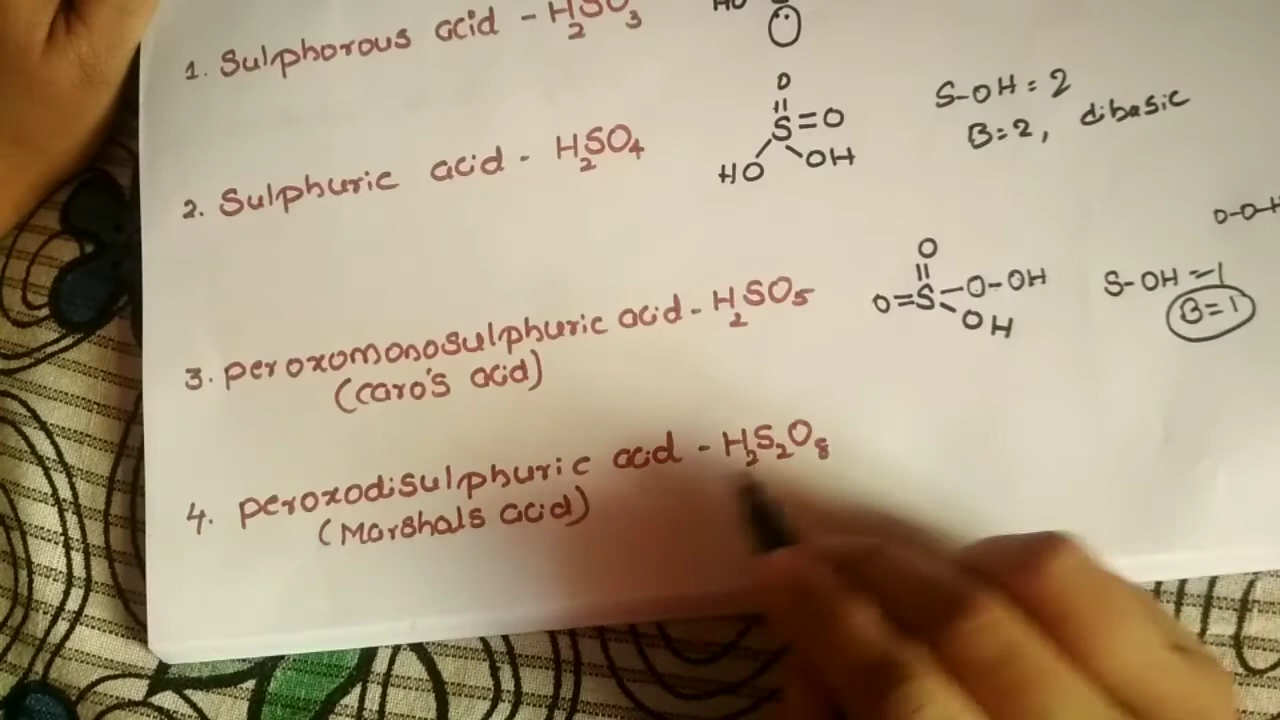 1. Sulphorous acid - H2SO3
HO
O
S=O
HO OH
S-OH = 2
B=2, dibasic
2. Sulphuric acid - H2SO4
O-O-H
O
O=S-O-OH
OH
S-OH = 1
B=1
3. peroxomonosulphuric acid - H2SO5
(caro's acid)
4. peroxodisulphuric acid - H2S2O8
(Marshals acid)